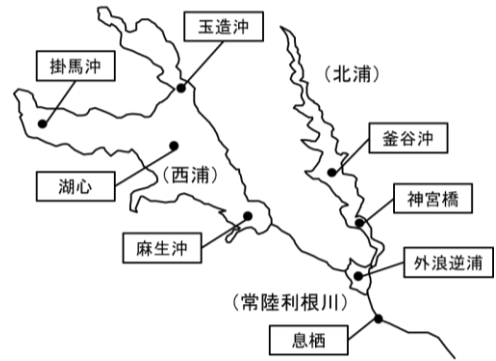 玉造沖
掛馬沖
(北浦)
釜谷沖
湖心
(西浦)
神宮橋
麻生沖
外浪逆浦
(常陸利根川)
息栖